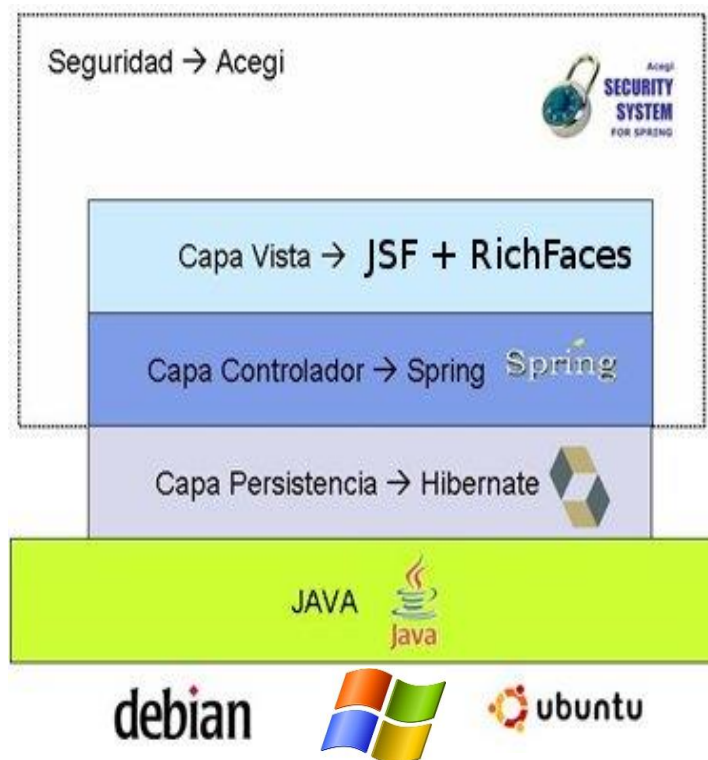 Seguridad → Acegi
Acegi
SECURITY
SYSTEM
FOR SPRING
Capa Vista → JSF + RichFaces
Capa Controlador → Spring Spring
Capa Persistencia → Hibernate
JAVA
Java
debian
ubuntu